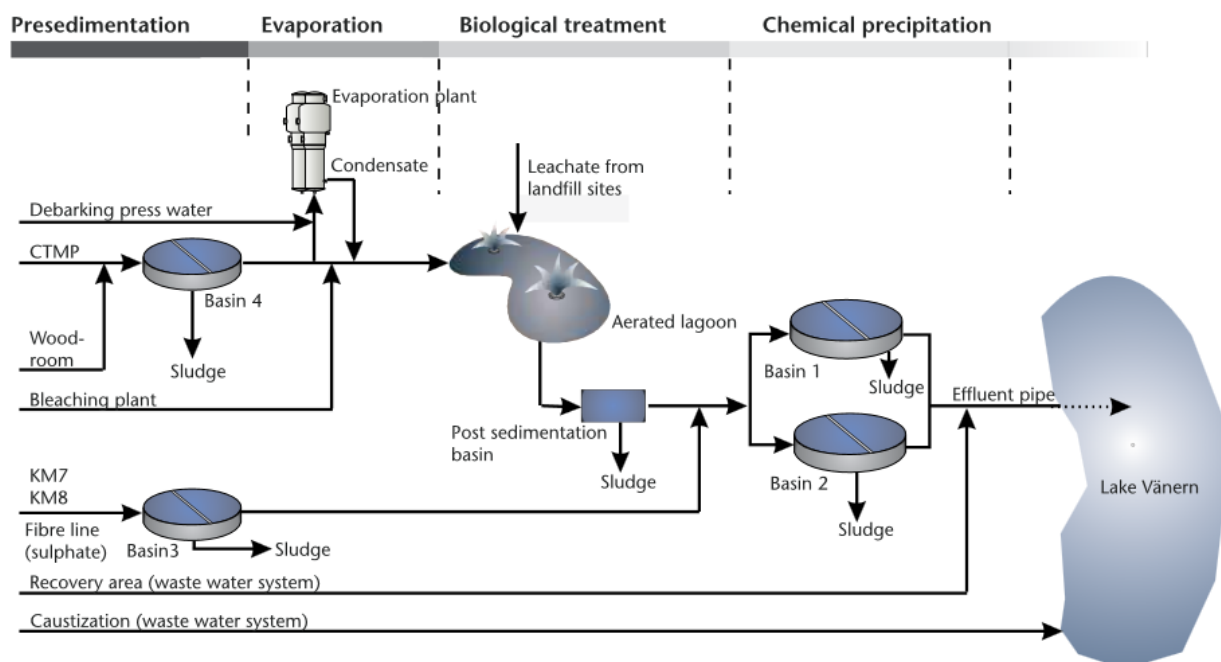 Presedimentation
Evaporation
Biological treatment
Chemical precipitation
Evaporation plant
Condensate
Leachate from
landfill sites
Debarking press water
CTMP
Basin 4
Wood-
room
Sludge
Bleaching plant
Aerated lagoon
Basin 1
Sludge
Effluent pipe
Post sedimentation
basin
Sludge
Basin 2
Sludge
Lake Vänern
KM7
KM8
Fibre line
(sulphate)
Basin3
Sludge
Recovery area (waste water system)
Caustization (waste water system)